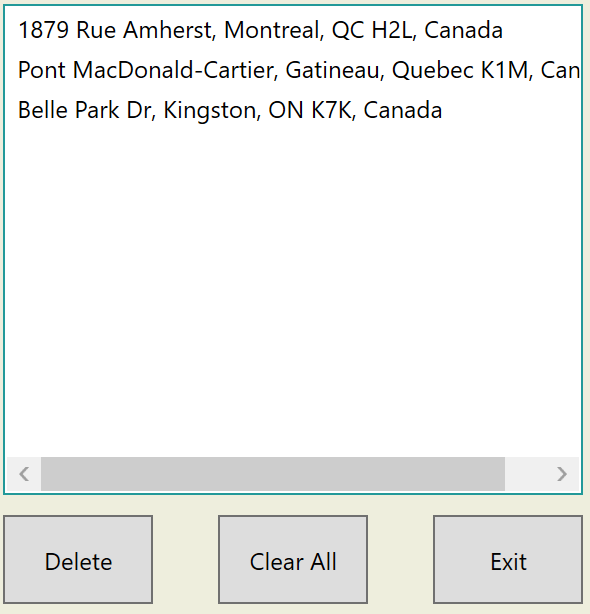 1879 Rue Amherst, Montreal, QC H2L, Canada
Pont MacDonald-Cartier, Gatineau, Quebec K1M, Can
Belle Park Dr, Kingston, ON K7K, Canada
Delete
Clear All
Exit